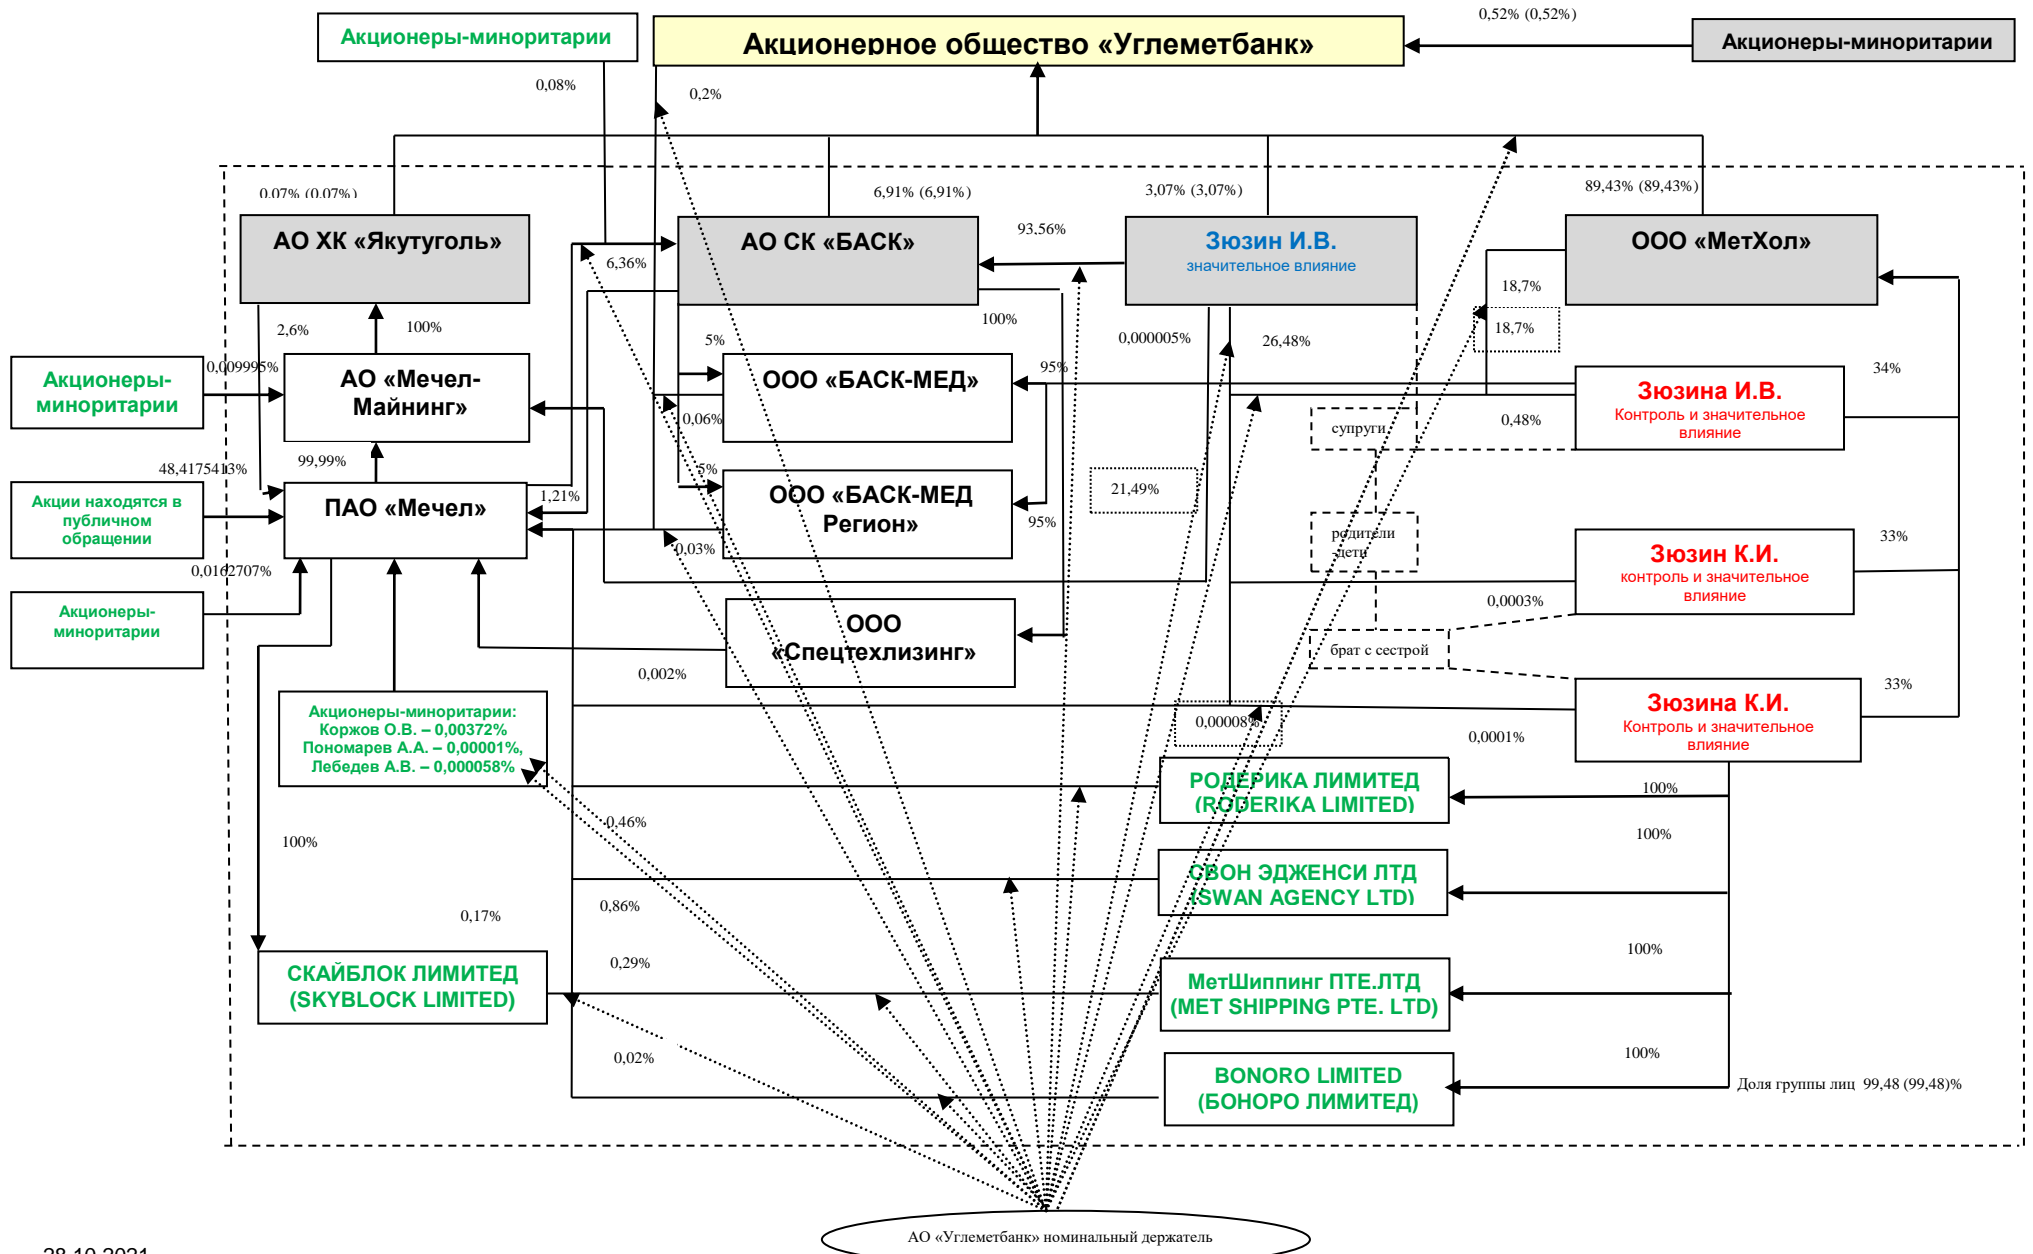 0,52% (0,52%)
Акционеры-миноритарии
Акционерное общество «Углеметбанк»
Акционеры-миноритарии
0,08%
0,2%
0,07% (0,07%)
6,91% (6,91%)
3,07% (3,07%)
89,43% (89,43%)
АО ХК «Якутуголь»
АО СК «БАСК»
93,56%
Зюзин И.В.
значительное влияние
ООО «МетХол»
6,36%
18,7%
2,6%
100%
100%
5%
0,000005%
26,48%
18,7%
0,009995%
95%
34%
Акционеры-
миноритарии
АО «Мечел-
Майнинг»
ООО «БАСК-МЕД»
Зюзина И.В.
Контроль и значительное
влияние
0,06%
0,48%
супруги
48,4175413%
99,99%
5%
21,49%
Акции находятся в
публичном
обращении
ПАО «Мечел»
1,21%
ООО «БАСК-МЕД
Регион»
95%
родители
дети
33%
Зюзин К.И.
контроль и значительное
влияние
0,03%
0,0162707%
0,0003%
Акционеры-
миноритарии
ООО
«Спецтехлизинг»
брат с сестрой
0,002%
33%
Зюзина К.И.
Контроль и значительное
влияние
Акционеры-миноритарии:
Коржов О.В. – 0,00372%
Пономарев А.А. – 0,00001%,
Лебедев А.В. – 0,000058%
0,00008%
0,0001%
РОДЕРИКА ЛИМИТЕД
(RODERIKA LIMITED)
100%
0,46%
100%
100%
СВОН ЭДЖЕНСИ ЛТД
(SWAN AGENCY LTD)
0,17%
0,86%
100%
СКАЙБЛОК ЛИМИТЕД
(SKYBLOCK LIMITED)
0,29%
МетШиппинг ПТЕ.ЛТД
(MET SHIPPING PTE. LTD)
0,02%
100%
BONORO LIMITED
(БОНОРО ЛИМИТЕД)
Доля группы лиц 99,48 (99,48)%
АО «Углеметбанк» номинальный держатель
28.10.2021